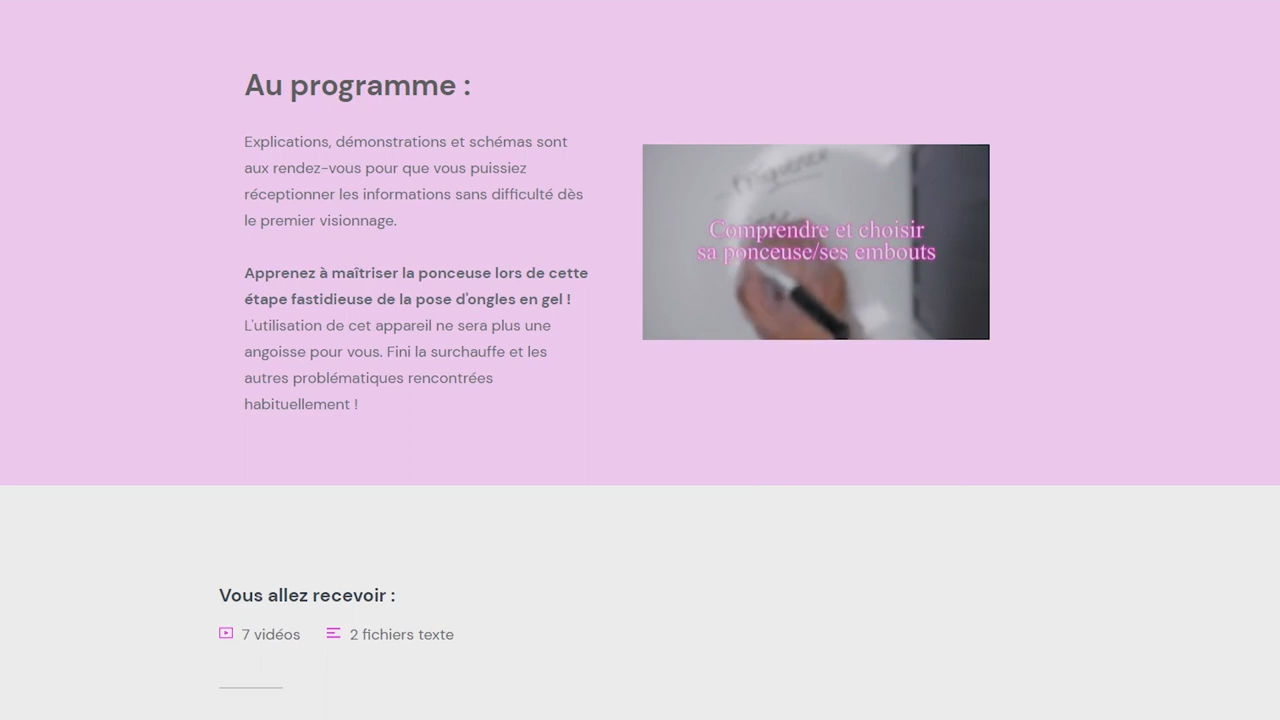 Au programme :
Explications, démonstrations et schémas sont
aux rendez-vous pour que vous puissiez
réceptionner les informations sans difficulté dès
le premier visionnage.
Apprenez à maîtriser la ponceuse lors de cette
étape fastidieuse de la pose d'ongles en gel !
L'utilisation de cet appareil ne sera plus une
angoisse pour vous. Fini la surchauffe et les
autres problématiques rencontrées
habituellement !
Comprendre et choisir
sa ponceuse/ses embouts
Vous allez recevoir :
7 vidéos
2 fichiers texte